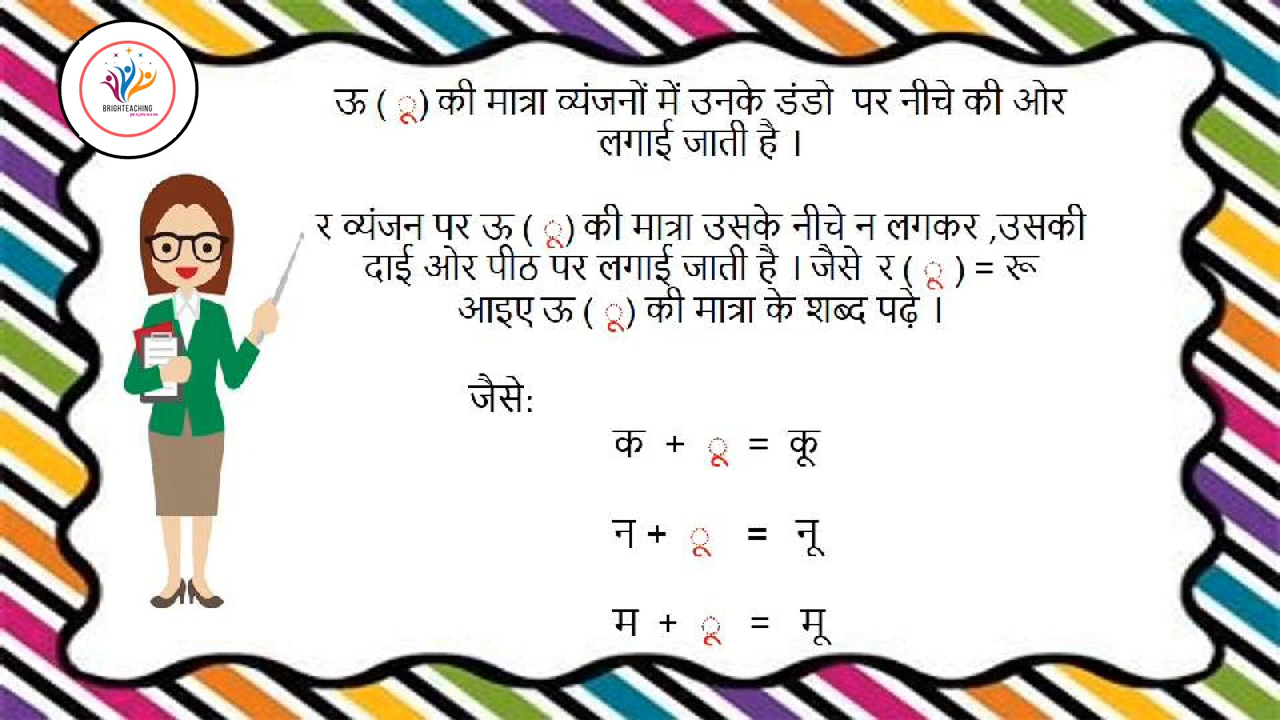 BRIGHTEACHING
ऊ ( ू) की मात्रा व्यंजनों में उनके डंडो पर नीचे की ओर
लगाई जाती है ।
र व्यंजन पर ऊ ( ू) की मात्रा उसके नीचे न लगकर ,उसकी
दाई ओर पीठ पर लगाई जाती है । जैसे र ( ू ) = रू
आइए ऊ ( ू) की मात्रा के शब्द पढ़े ।
जैसे:
क + ू = कू
न + ू = नू
म + ू = मू